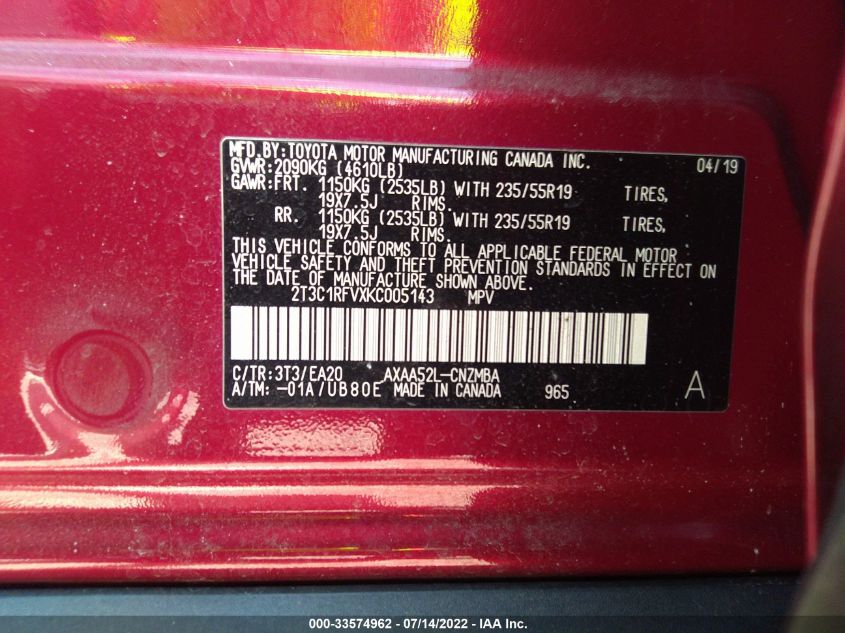 MFD.BY:TOYOTA MOTOR MANUFACTURING CANADA INC. 04/19
GVWR:2090KG (4610LB)
GAWR:FRT. 1150KG (2535LB) WITH 235/55R19 TIRES,
19X7.5J RIMS.
RR. 1150KG (2535LB) WITH 235/55R19 TIRES,
19X7.5J RIMS.
THIS VEHICLE CONFORMS TO ALL APPLICABLE FEDERAL MOTOR
VEHICLE SAFETY AND THEFT PREVENTION STANDARDS IN EFFECT ON
THE DATE OF MANUFACTURE SHOWN ABOVE.
2T3C1RFVXKC005143 MPV
C/TR:3T3/EA20 AXAA52L-CNZMBA
A/TM:-01A/UB80E MADE IN CANADA 965 A
000-33574962 - 07/14/2022 - IAA Inc.